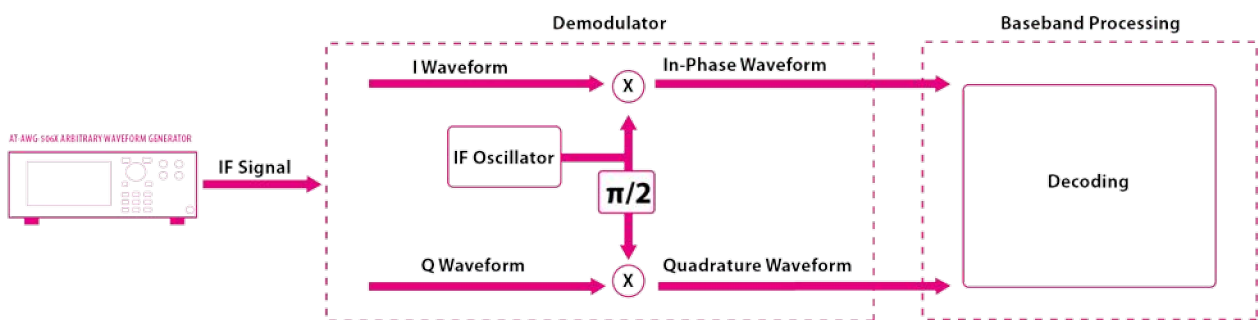 Demodulator
Baseband Processing
I Waveform
In-Phase Waveform
X
AT-AWG-506X ARBITRARY WAVEFORM GENERATOR
IF Signal
IF Oscillator
π/2
Decoding
Q Waveform
Quadrature Waveform
X